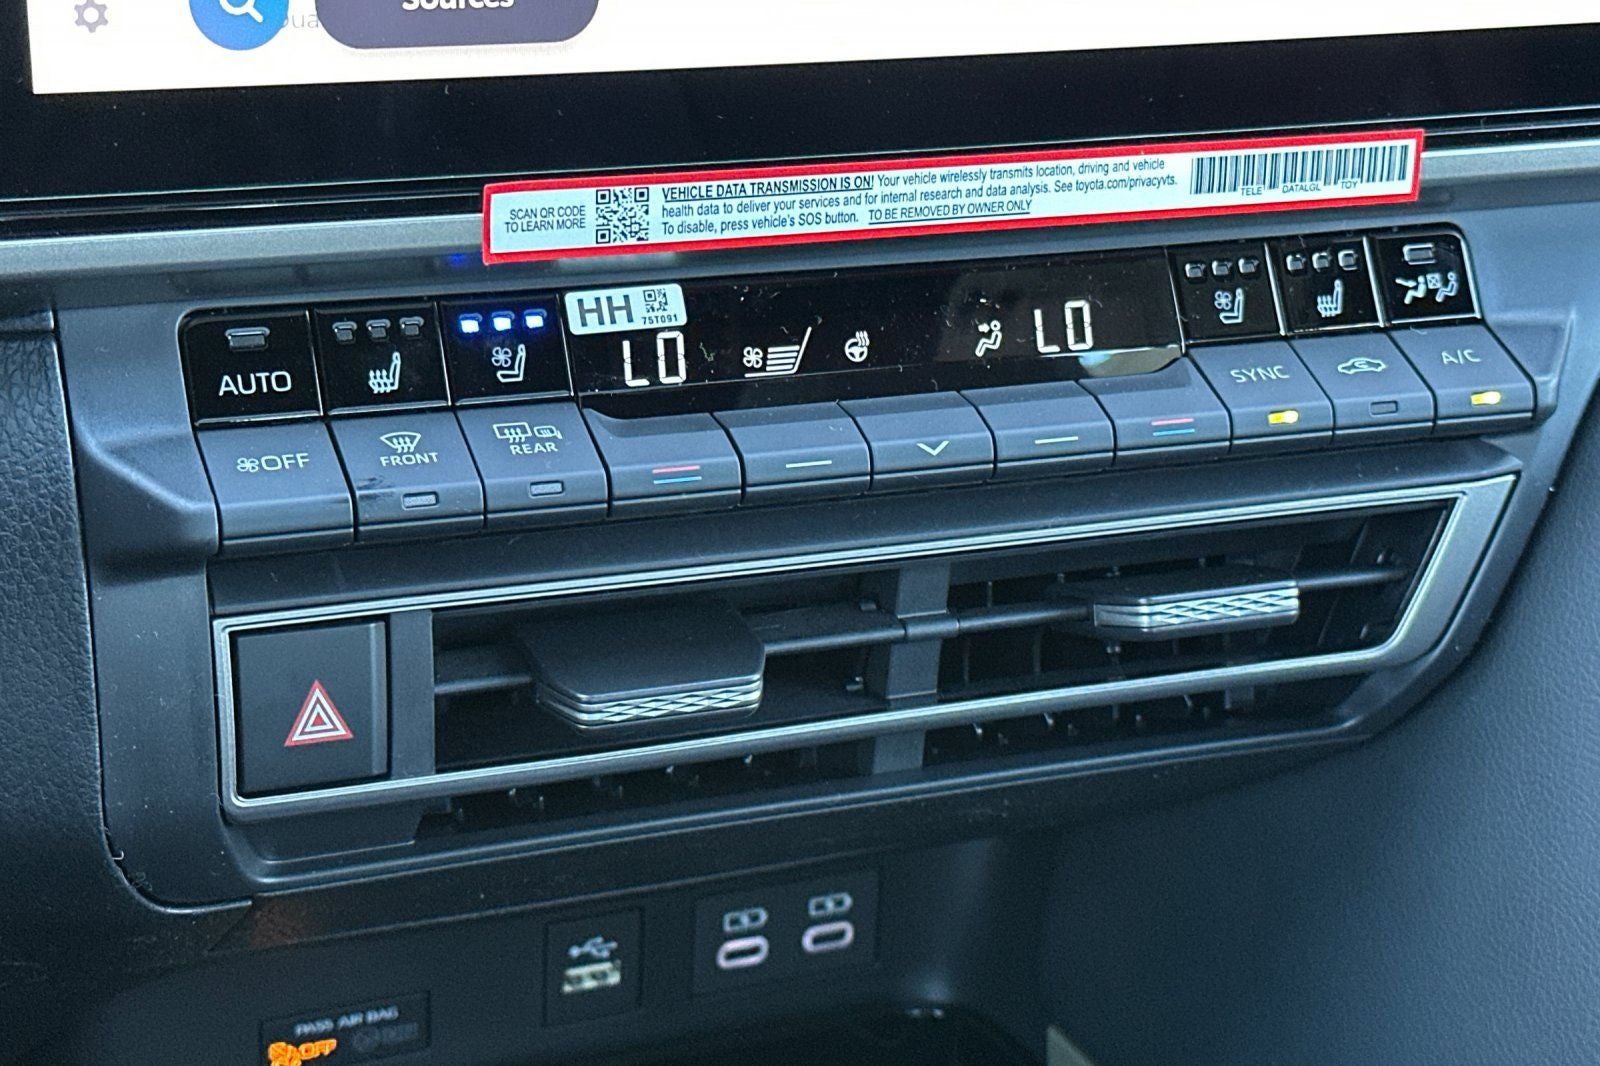 Sources
SCAN QR CODE
TO LEARN MORE
VEHICLE DATA TRANSMISSION IS ON! Your vehicle wirelessly transmits location, driving and vehicle
health data to deliver your services and for internal research and data analysis. See toyota.com/privacyvts.
To disable, press vehicle's SOS button. TO BE REMOVED BY OWNER ONLY
TELE DATALGL TOY
AUTO
HH
75T091
LO
LO
OFF
FRONT
REAR
SYNC
A/C
PASS AIR BAG
OFF